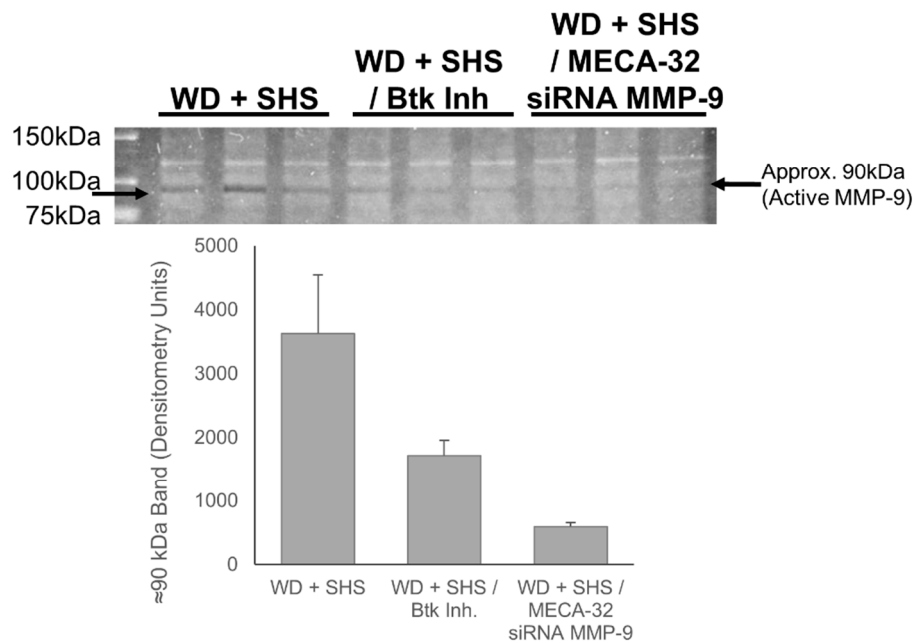 WD + SHS
WD + SHS
/ Btk Inh
WD + SHS
/ MECA-32
siRNA MMP-9
150kDa
100kDa
75kDa
Approx. 90kDa
(Active MMP-9)
≈90 kDa Band (Densitometry Units)
5000
4000
3000
2000
1000
0
WD + SHS
WD + SHS /
Btk Inh.
WD + SHS /
MECA-32
siRNA MMP-9